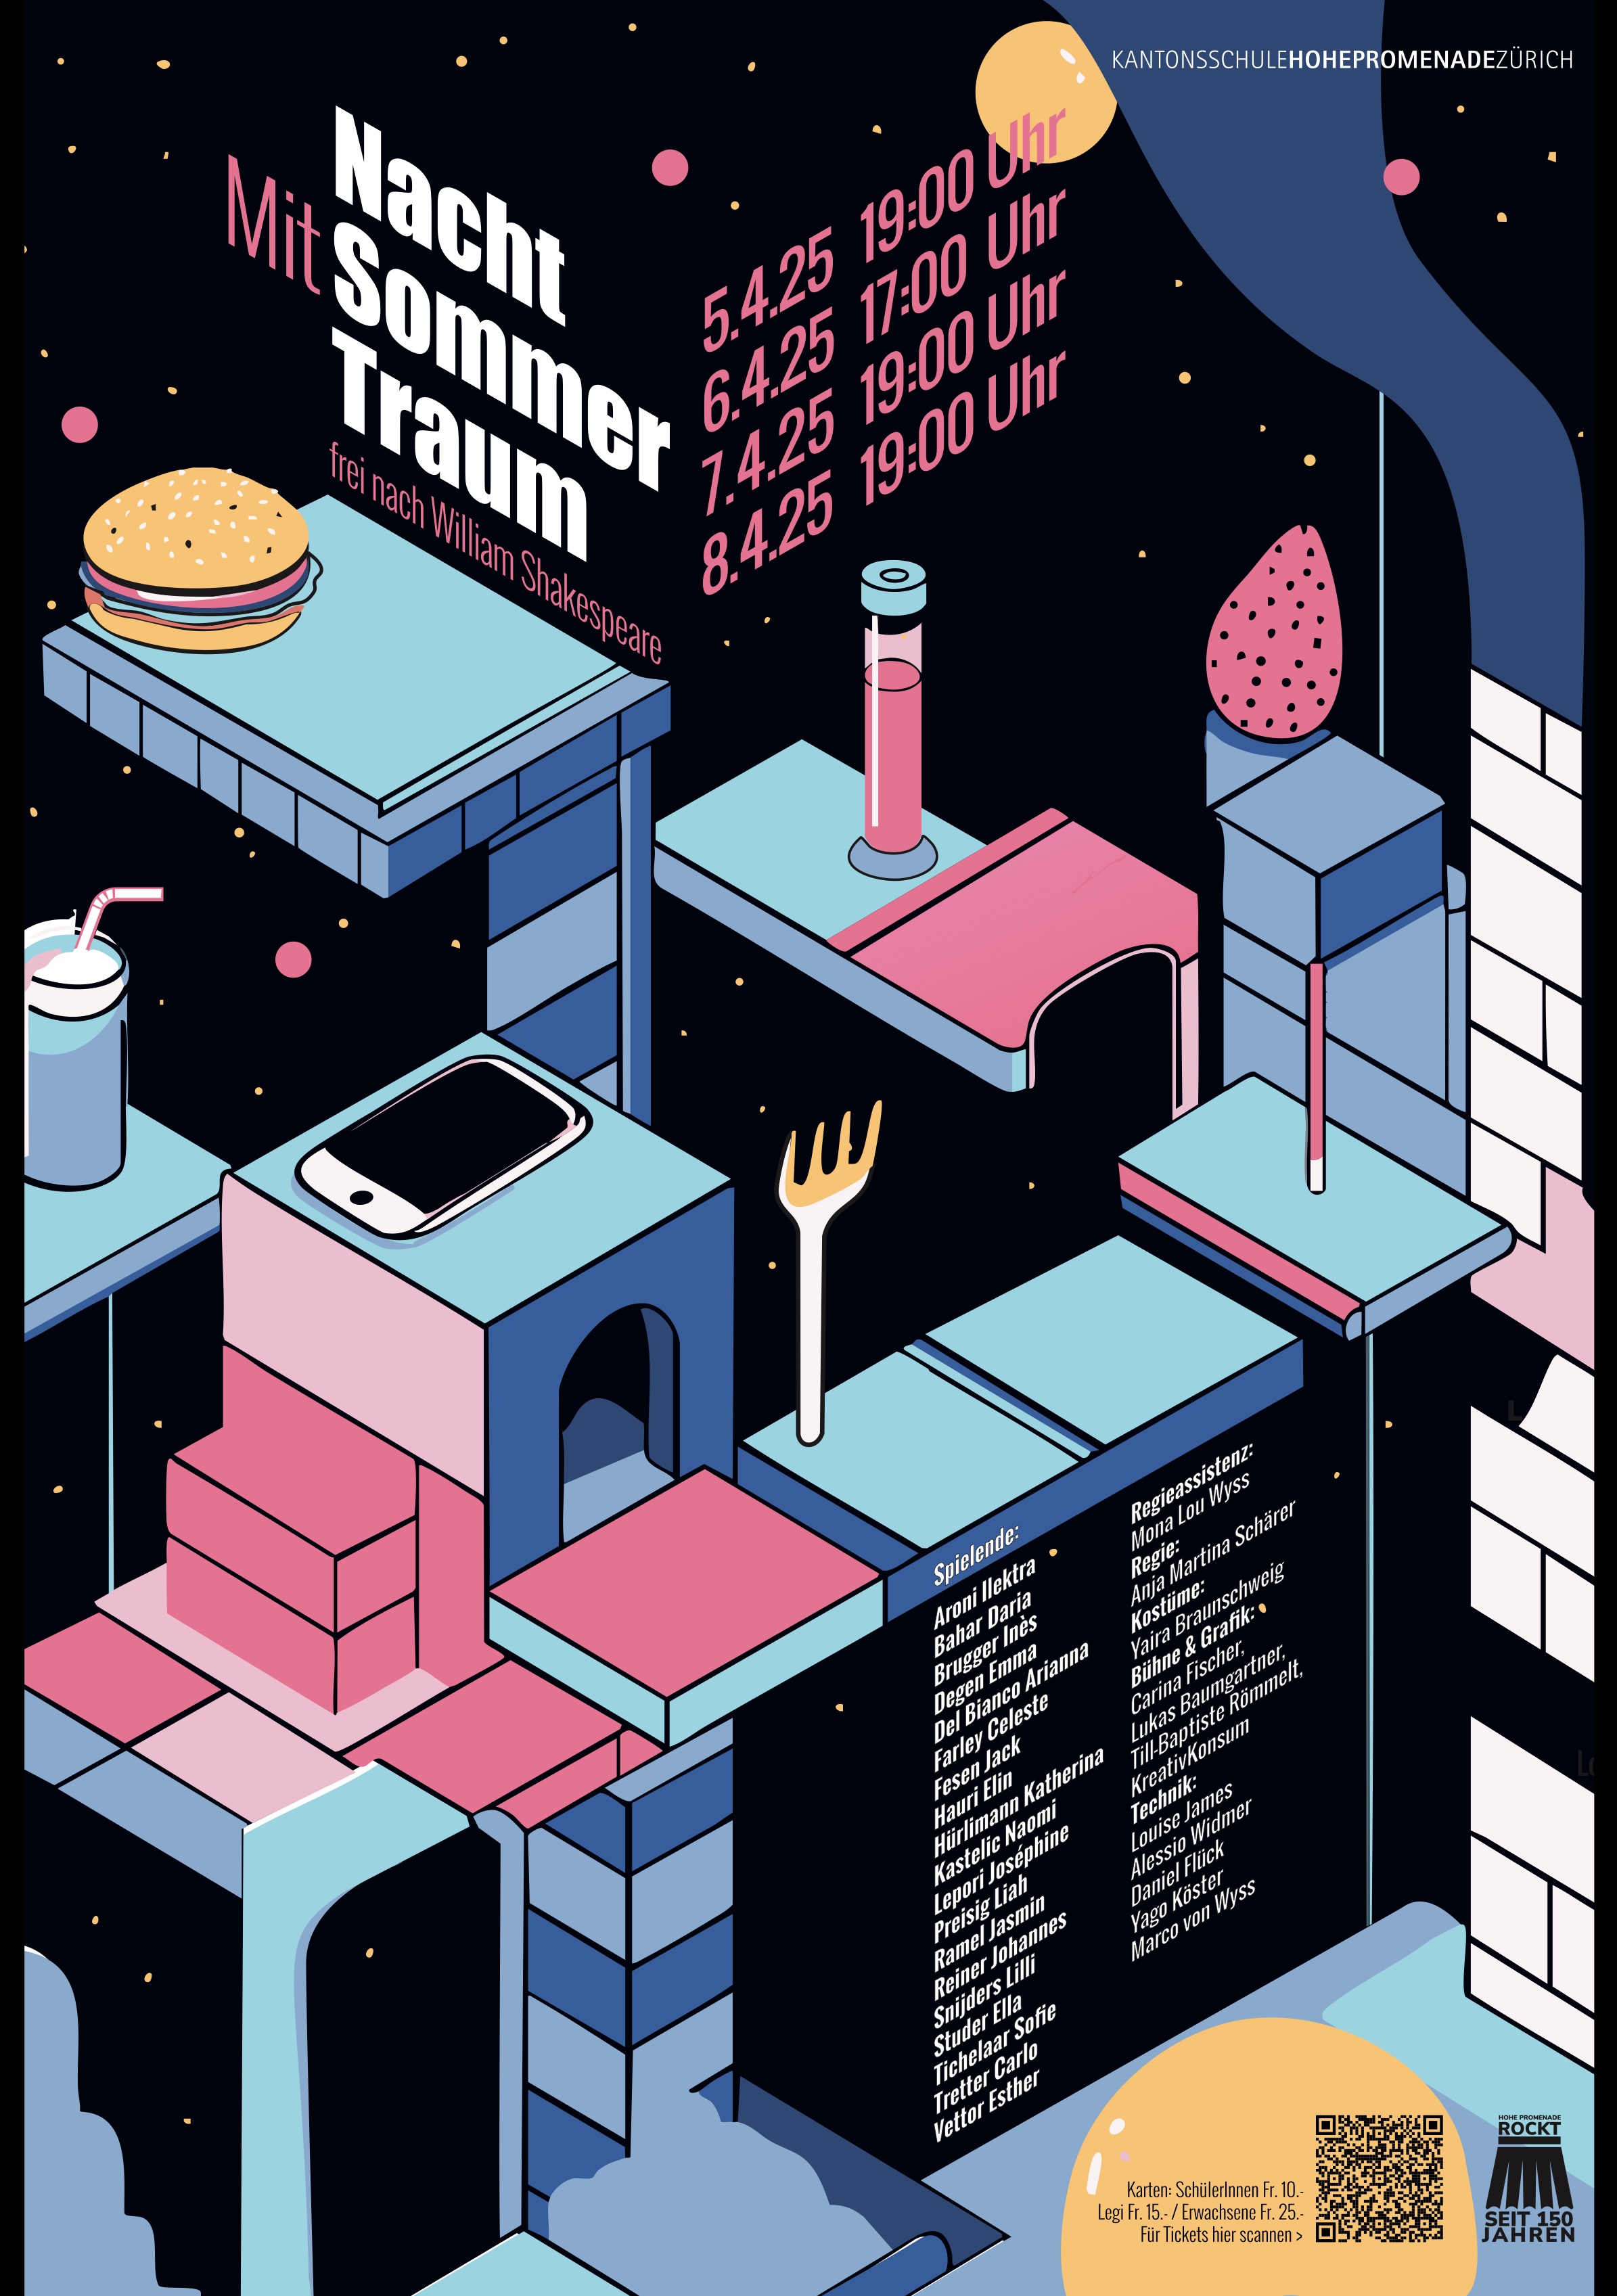 KANTONSSCHULEHOHEPROMENADEZÜRICH
Mit
Nacht
Sommer
Traum
frei nach William Shakespeare
5.4.25 19:00 Uhr
6.4.25 17:00 Uhr
7.4.25 19:00 Uhr
8.4.25 19:00 Uhr
Spielende:
Aroni Ilektra
Bahar Daria
Brugger Inès
Degen Emma
Del Bianco Arianna
Farley Celeste
Fesen Jack
Hauri Elin
Hürlimann Katherina
Kastelic Naomi
Lepori Joséphine
Preisig Liah
Ramel Jasmin
Reiner Johannes
Snijders Lilli
Studer Ella
Tichelaar Sofie
Tretter Carlo
Vettor Esther
Regieassistenz:
Mona Lou Wyss
Regie:
Anja Martina Schärer
Kostüme:
Yaira Braunschweig
Bühne & Grafik:
Carina Fischer,
Lukas Baumgartner,
Till-Baptiste Römmelt,
KreativKonsum
Technik:
Louise James
Alessio Widmer
Daniel Flück
Yago Köster
Marco von Wyss
Karten: SchülerInnen Fr. 10.-
Legi Fr. 15.- / Erwachsene Fr. 25.-
Für Tickets hier scannen >
HOHE PROMENADE
ROCKT
SEIT 150
JAHREN